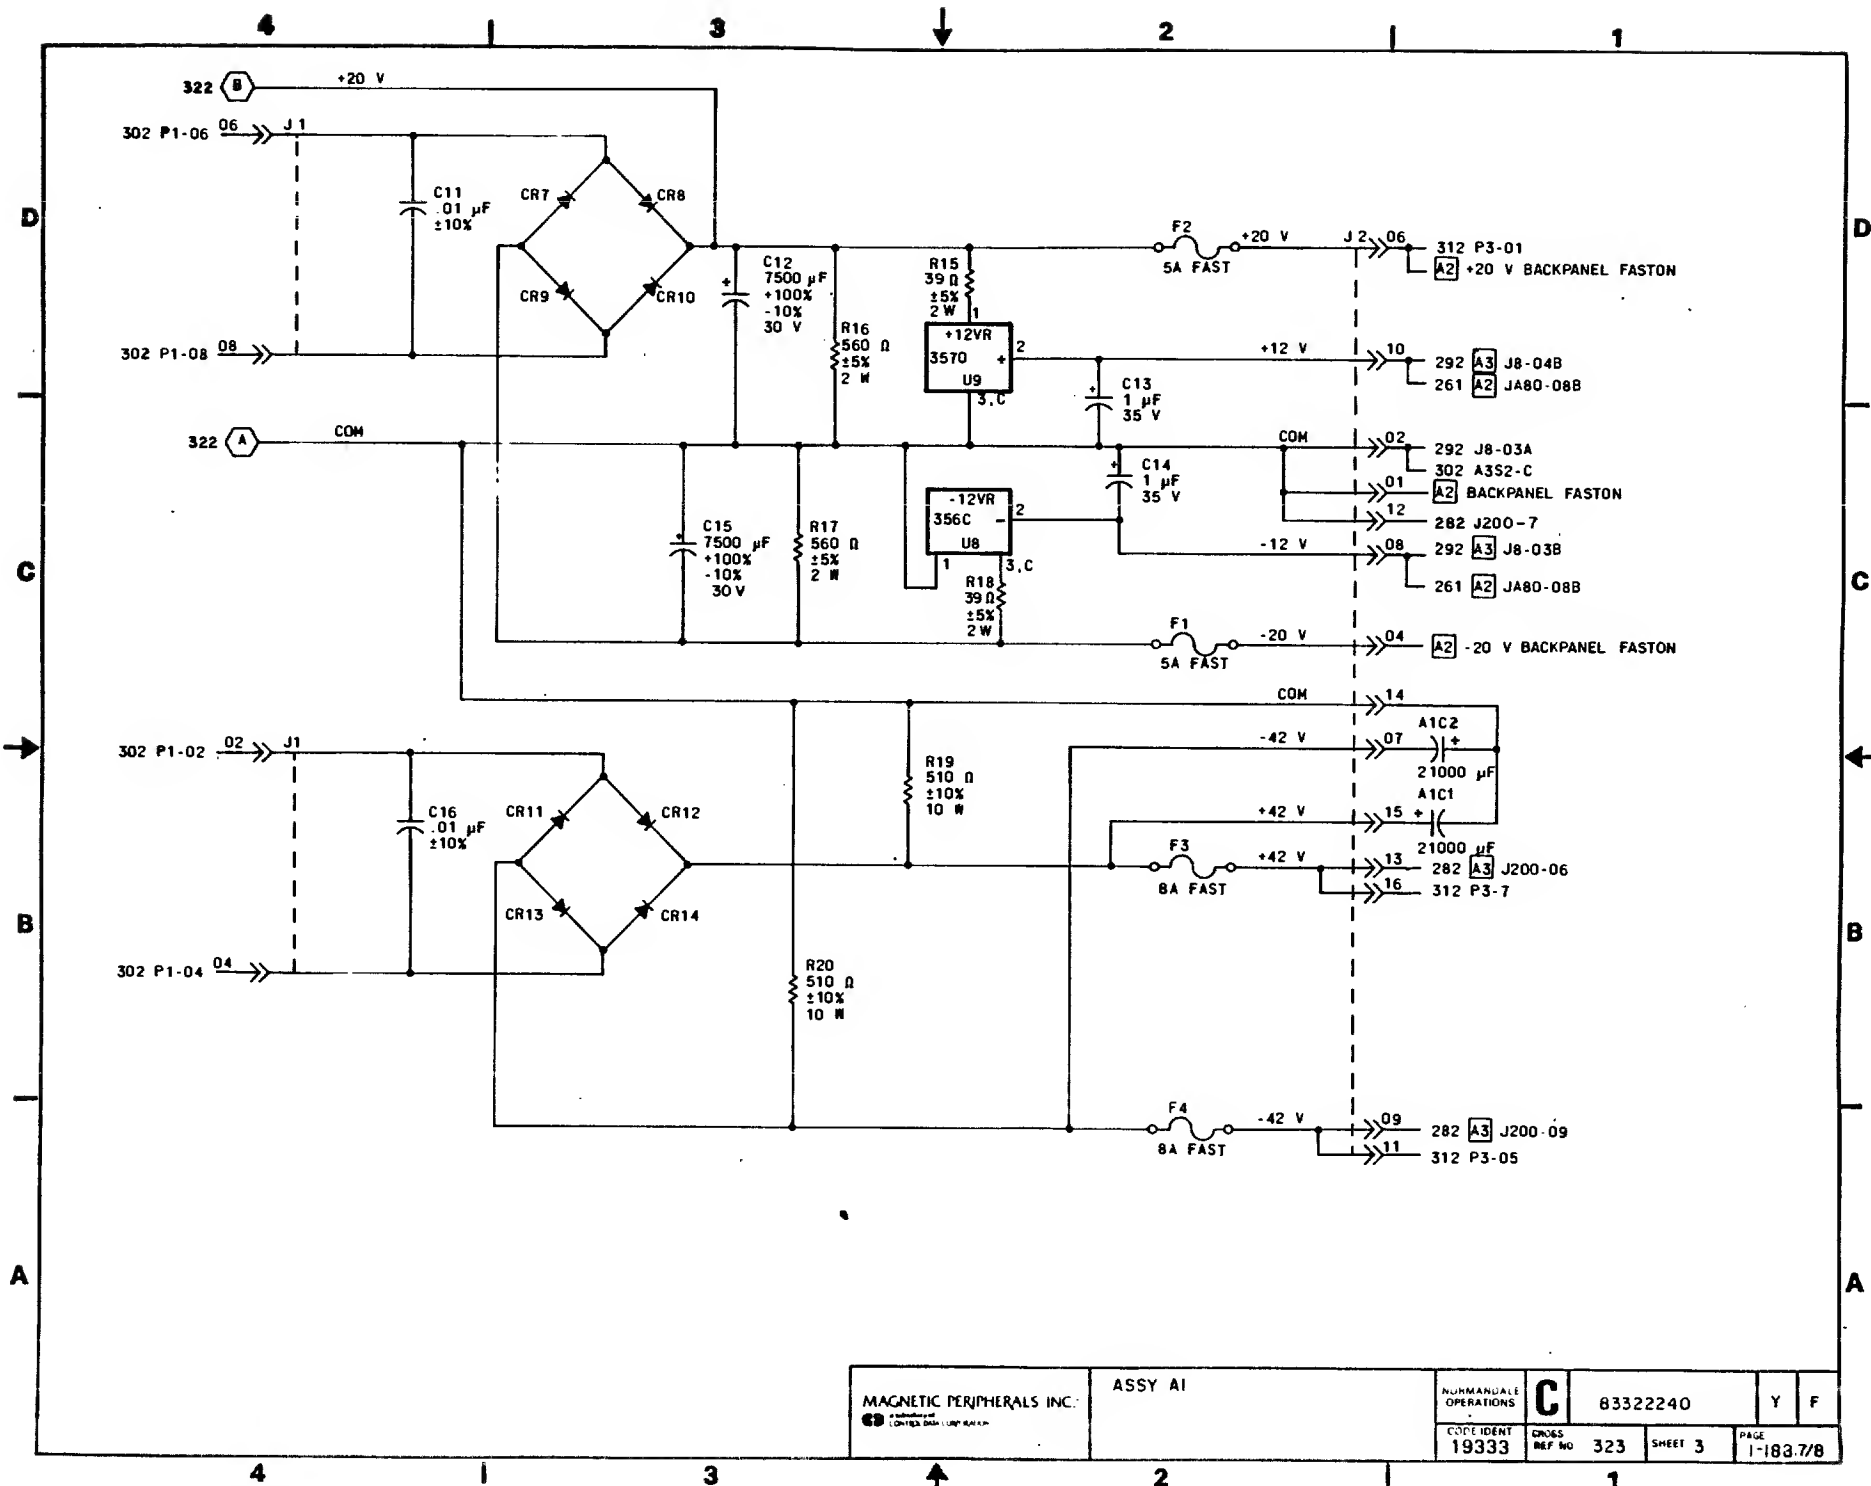 4 3 2 1
322 B +20 V
302 P1-06 06 J1
C11
.01 µF
±10%
CR7
CR8
CR9
CR10
302 P1-08 08
D
D
C12
7500 µF
+100%
-10%
30 V
R16
560 Ω
±5%
2 W
R15
39 Ω
±5%
2 W
1
+12VR
3570 +
U9
2
3,C
C13
1 µF
35 V
F2
5A FAST
+20 V
J2 06
312 P3-01
A2 +20 V BACKPANEL FASTON
+12 V
10
292 A3 J8-04B
261 A2 JA80-08B
322 A COM
COM
02
292 J8-03A
302 A3S2-C
01
A2 BACKPANEL FASTON
12
282 J200-7
C14
1 µF
35 V
-12VR
356C -
U8
2
1
3,C
C15
7500 µF
+100%
-10%
30V
R17
560 Ω
±5%
2 W
R18
39 Ω
±5%
2 W
-12 V
08
292 A3 J8-03B
261 A2 JA80-08B
C
C
F1
5A FAST
-20 V
04
A2 -20 V BACKPANEL FASTON
COM
14
302 P1-02 02 J1
C16
.01 µF
±10%
CR11
CR12
CR13
CR14
302 P1-04 04
R19
510 Ω
±10%
10 W
R20
510 Ω
±10%
10 W
-42 V
07
A1C2
+
21000 µF
A1C1
+42 V
15 +
21000 µF
F3
8A FAST
+42 V
13
282 A3 J200-06
16
312 P3-7
B
B
F4
8A FAST
-42 V
09
282 A3 J200-09
11
312 P3-05
A
A
MAGNETIC PERIPHERALS INC.
a subsidiary of
CONTROL DATA CORPORATION
ASSY A1
NORMANDALE
OPERATIONS
C
83322240
Y
F
CODE IDENT
19333
CROSS
REF NO 323
SHEET 3
PAGE
1-183.7/8
4 3 2 1